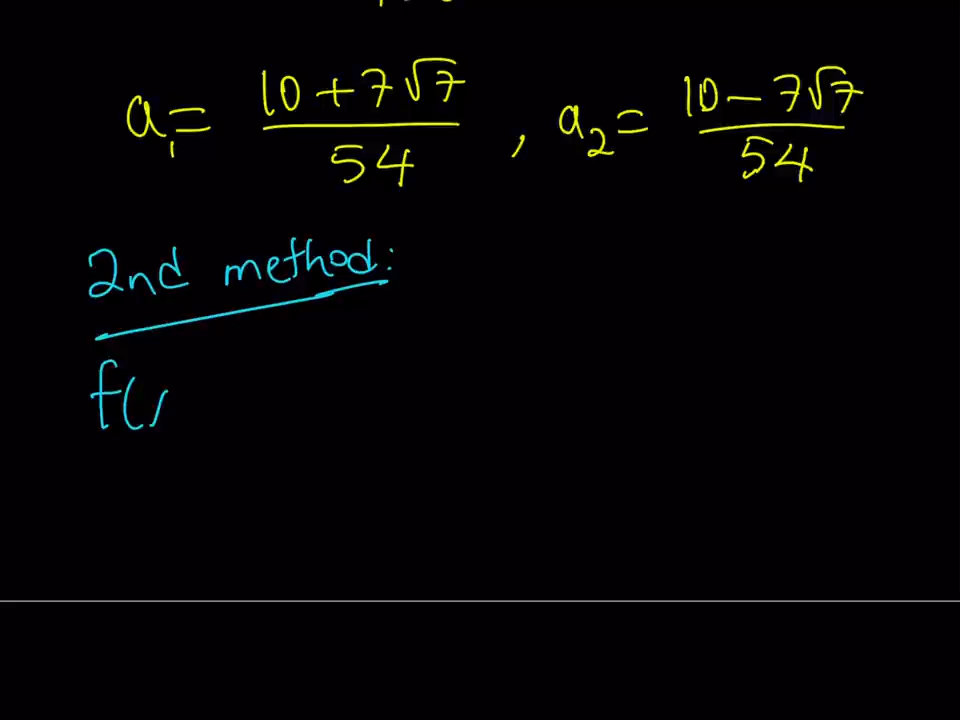 a₁ = (10 + 7√7)/54 , a₂ = (10 − 7√7)/54
2nd method:
f(